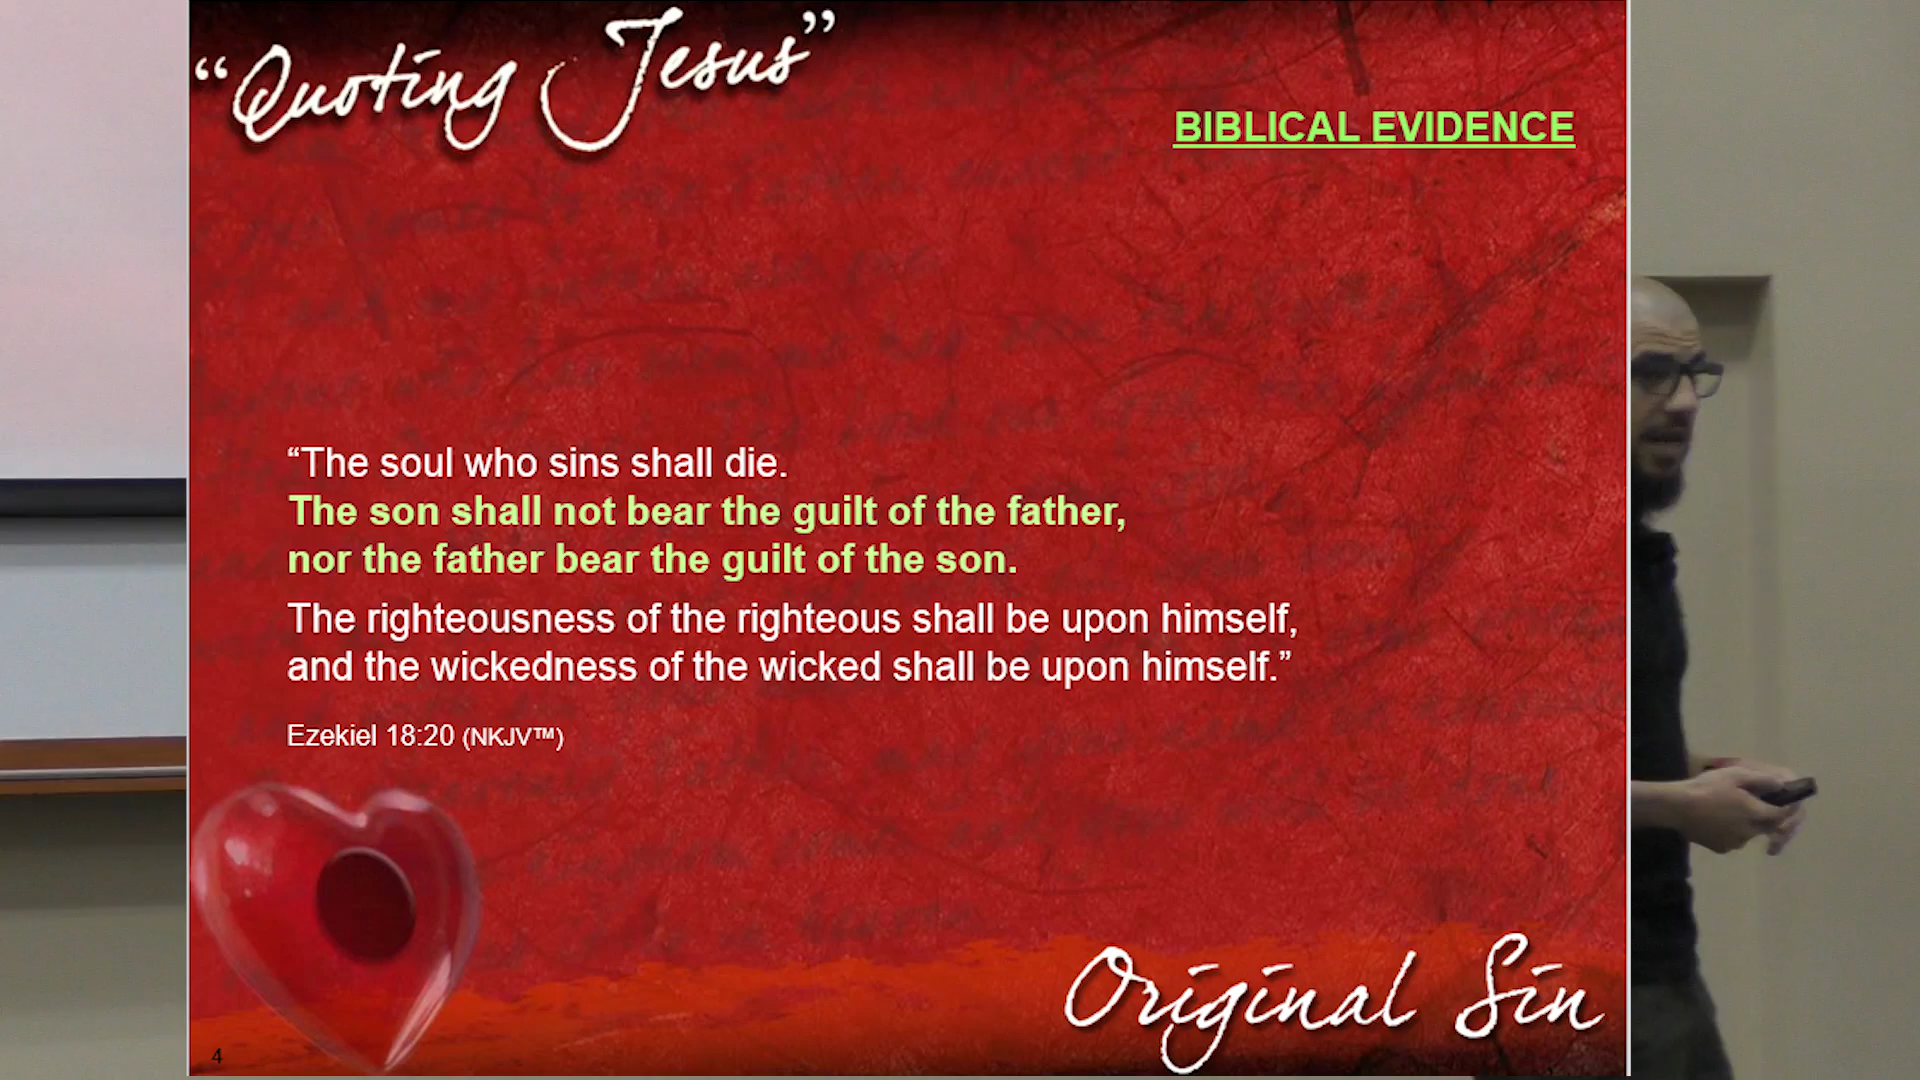 “Quoting Jesus”
BIBLICAL EVIDENCE
“The soul who sins shall die.
The son shall not bear the guilt of the father,
nor the father bear the guilt of the son.
The righteousness of the righteous shall be upon himself,
and the wickedness of the wicked shall be upon himself.”
Ezekiel 18:20 (NKJV™)
Original Sin
4